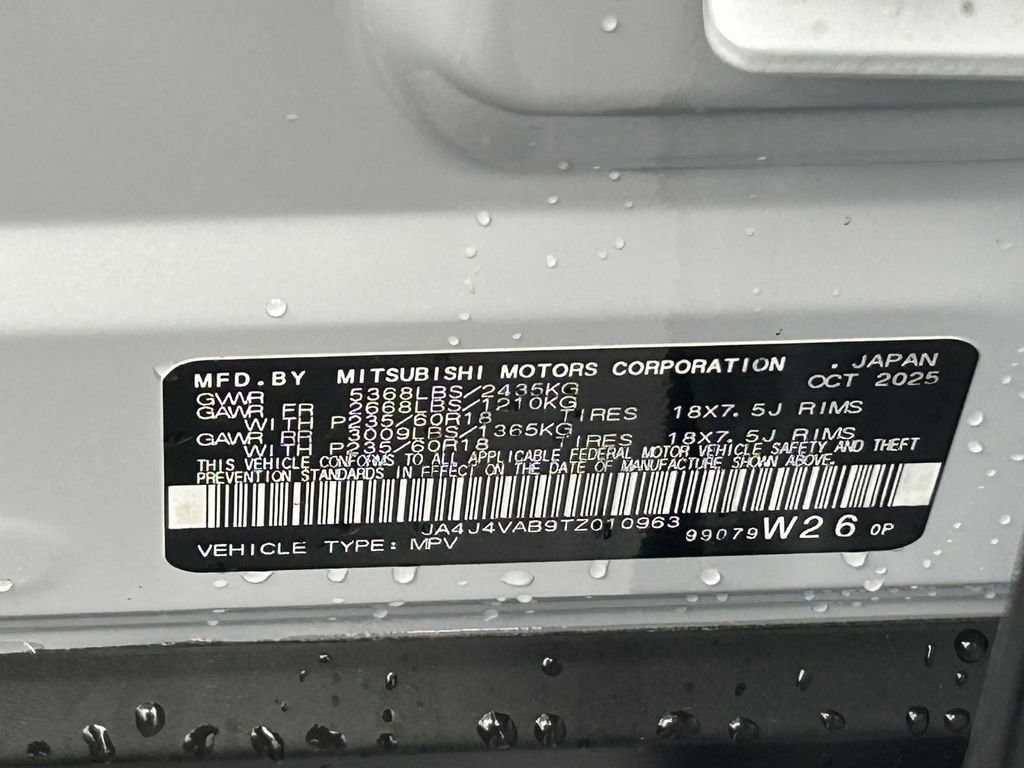 MFD.BY MITSUBISHI MOTORS CORPORATION . JAPAN
OCT 2025
GVWR 5368LBS/2435KG
GAWR FR 2668LBS/1210KG
WITH P235/60R18 TIRES 18X7.5J RIMS
GAWR RR 3009LBS/1365KG
WITH P235/60R18 TIRES 18X7.5J RIMS
THIS VEHICLE CONFORMS TO ALL APPLICABLE FEDERAL MOTOR VEHICLE SAFETY AND THEFT
PREVENTION STANDARDS IN EFFECT ON THE DATE OF MANUFACTURE SHOWN ABOVE.
JA4J4VAB9TZ010963
VEHICLE TYPE: MPV 99079 W26 OP